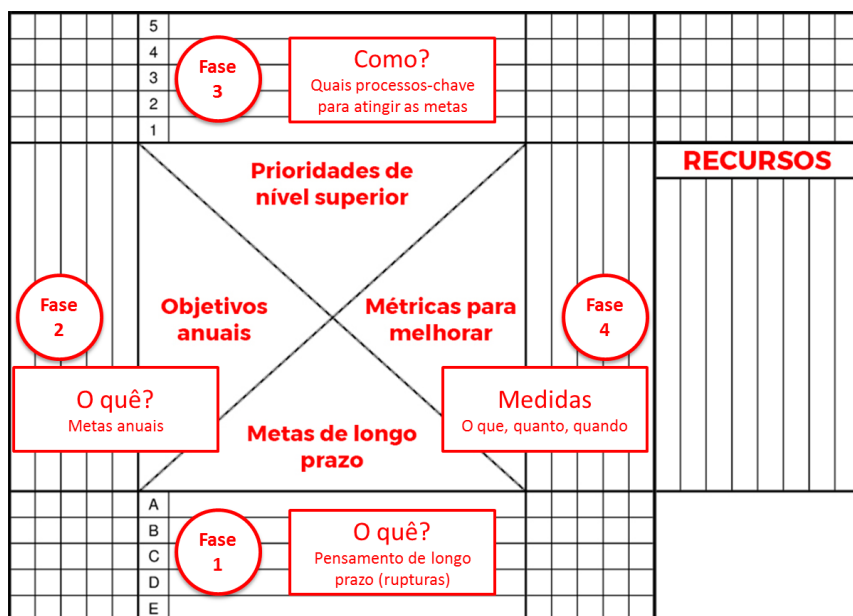 5
4
3
2
1
Fase
3
Como?
Quais processos-chave
para atingir as metas
Prioridades de
nível superior
RECURSOS
Fase
2
Objetivos
anuais
Métricas para
melhorar
Fase
4
O quê?
Metas anuais
Medidas
O que, quanto, quando
Metas de longo
prazo
A
B
C
D
E
Fase
1
O quê?
Pensamento de longo
prazo (rupturas)